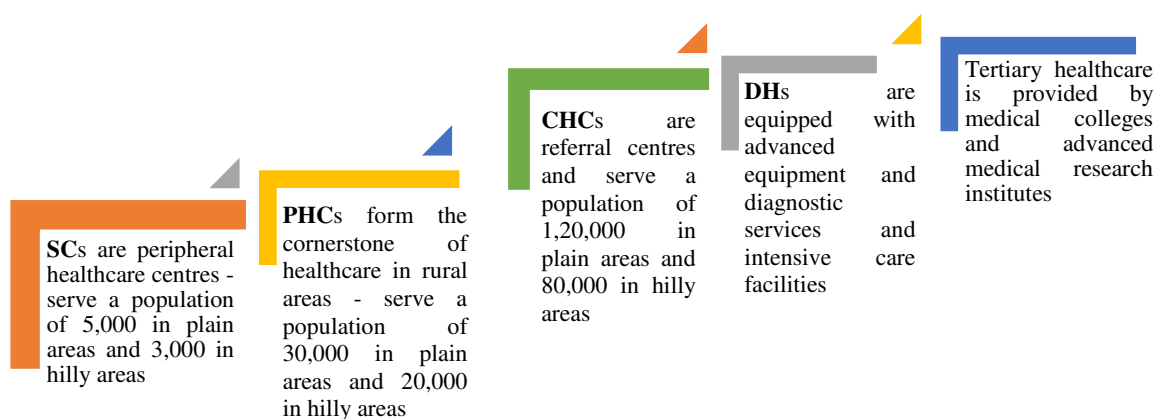 SCs are peripheral
healthcare centres -
serve a population
of 5,000 in plain
areas and 3,000 in
hilly areas
PHCs form the
cornerstone of
healthcare in rural
areas - serve a
population of
30,000 in plain
areas and 20,000
in hilly areas
CHCs are
referral centres
and serve a
population of
1,20,000 in
plain areas and
80,000 in hilly
areas
DHs are
equipped with
advanced
equipment and
diagnostic
services and
intensive care
facilities
Tertiary healthcare
is provided by
medical colleges
and advanced
medical research
institutes